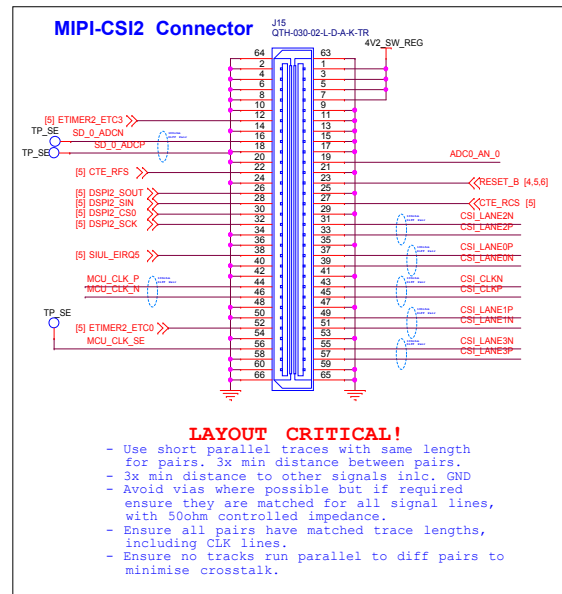 MIPI-CSI2 Connector
J15
QTH-030-02-L-D-A-K-TR
4V2_SW_REG
64 63
2 1
4 3
6 5
8 7
10 9
[5] ETIMER2_ETC3 12 11
TP_SE SD_0_ADCN 14 13
16 15
TP_SE SD_0_ADCP 18 17
20 19 ADC0_AN_0
[5] CTE_RFS 22 21
24 23 RESET_B [4,5,6]
[5] DSPI2_SOUT 26 25
[5] DSPI2_SIN 28 27 CTE_RCS [5]
[5] DSPI2_CS0 30 29
[5] DSPI2_SCK 32 31 CSI_LANE2N
34 33 CSI_LANE2P
36 35
[5] SIUL_EIRQ5 38 37 CSI_LANE0P
40 39 CSI_LANE0N
42 41
MCU_CLK_P 44 43 CSI_CLKN
MCU_CLK_N 46 45 CSI_CLKP
48 47
TP_SE 50 49 CSI_LANE1P
[5] ETIMER2_ETC0 52 51 CSI_LANE1N
54 53
MCU_CLK_SE 56 55 CSI_LANE3N
58 57 CSI_LANE3P
60 59
66 65
LAYOUT CRITICAL!
- Use short parallel traces with same length
for pairs. 3x min distance between pairs.
- 3x min distance to other signals inlc. GND
- Avoid vias where possible but if required
ensure they are matched for all signal lines,
with 50ohm controlled impedance.
- Ensure all pairs have matched trace lengths,
including CLK lines.
- Ensure no tracks run parallel to diff pairs to
minimise crosstalk.